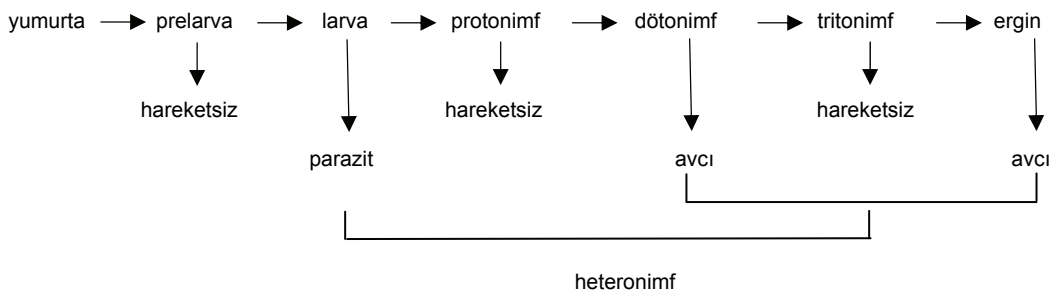 yumurta prelarva larva protonimf dötonimf tritonimf ergin
hareketsiz hareketsiz hareketsiz
parazit avcı avcı
heteronimf